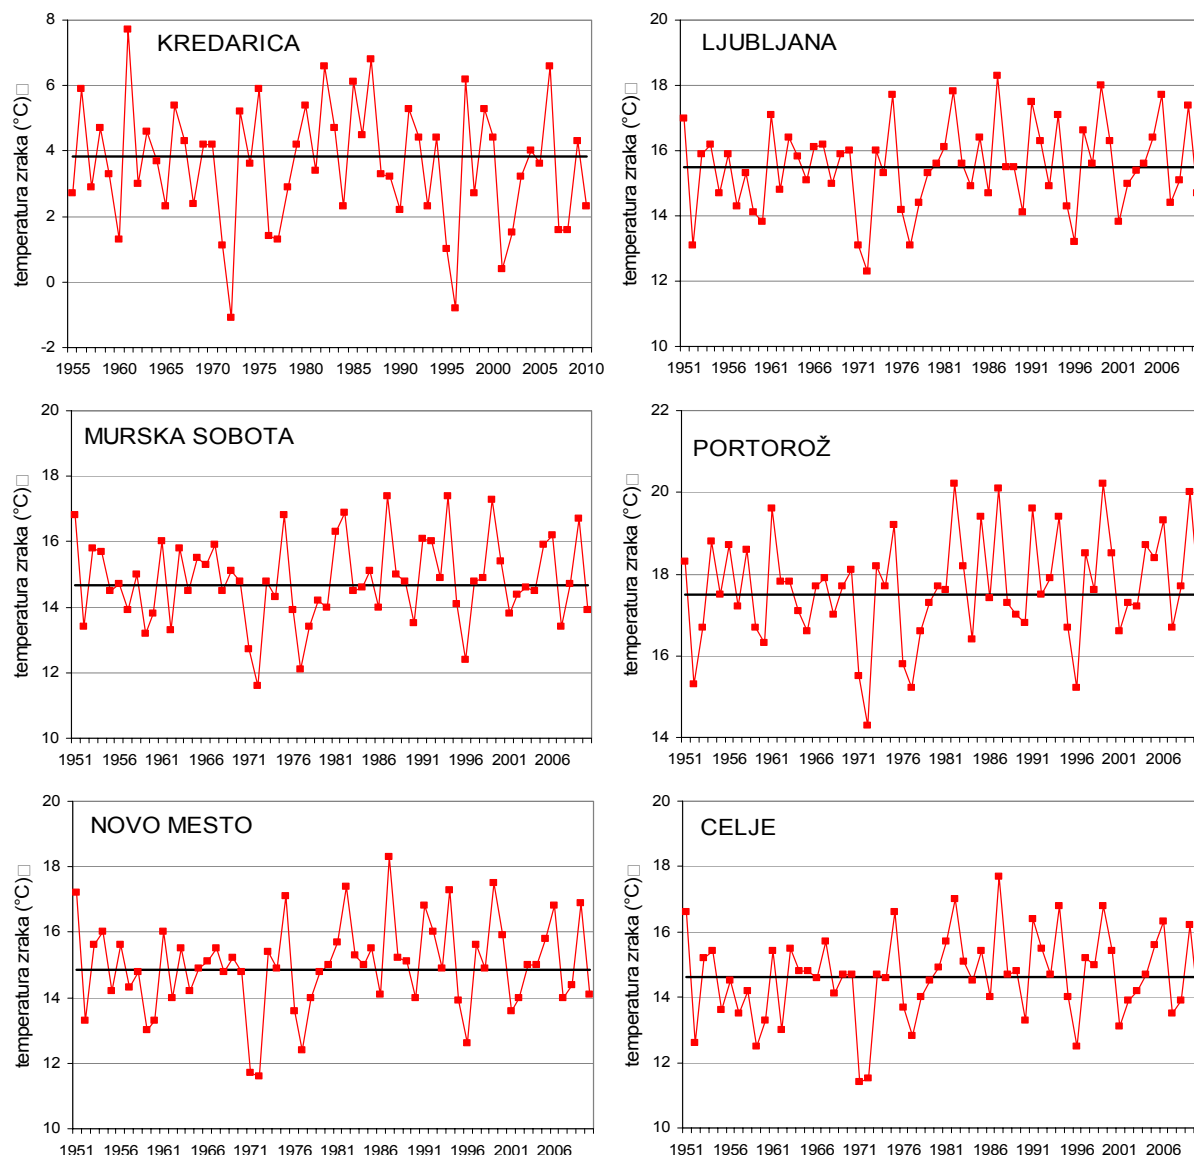 KREDARICA
temperatura zraka (°C)□
8
6
4
2
0
-2
1955 1960 1965 1970 1975 1980 1985 1990 1995 2000 2005 2010
LJUBLJANA
temperatura zraka (°C)□
20
18
16
14
12
10
1951 1956 1961 1966 1971 1976 1981 1986 1991 1996 2001 2006
MURSKA SOBOTA
temperatura zraka (°C)□
20
18
16
14
12
10
1951 1956 1961 1966 1971 1976 1981 1986 1991 1996 2001 2006
PORTOROŽ
temperatura zraka (°C)□
22
20
18
16
14
1951 1956 1961 1966 1971 1976 1981 1986 1991 1996 2001 2006
NOVO MESTO
temperatura zraka (°C)□
20
18
16
14
12
10
1951 1956 1961 1966 1971 1976 1981 1986 1991 1996 2001 2006
CELJE
temperatura zraka (°C)□
20
18
16
14
12
10
1951 1956 1961 1966 1971 1976 1981 1986 1991 1996 2001 2006